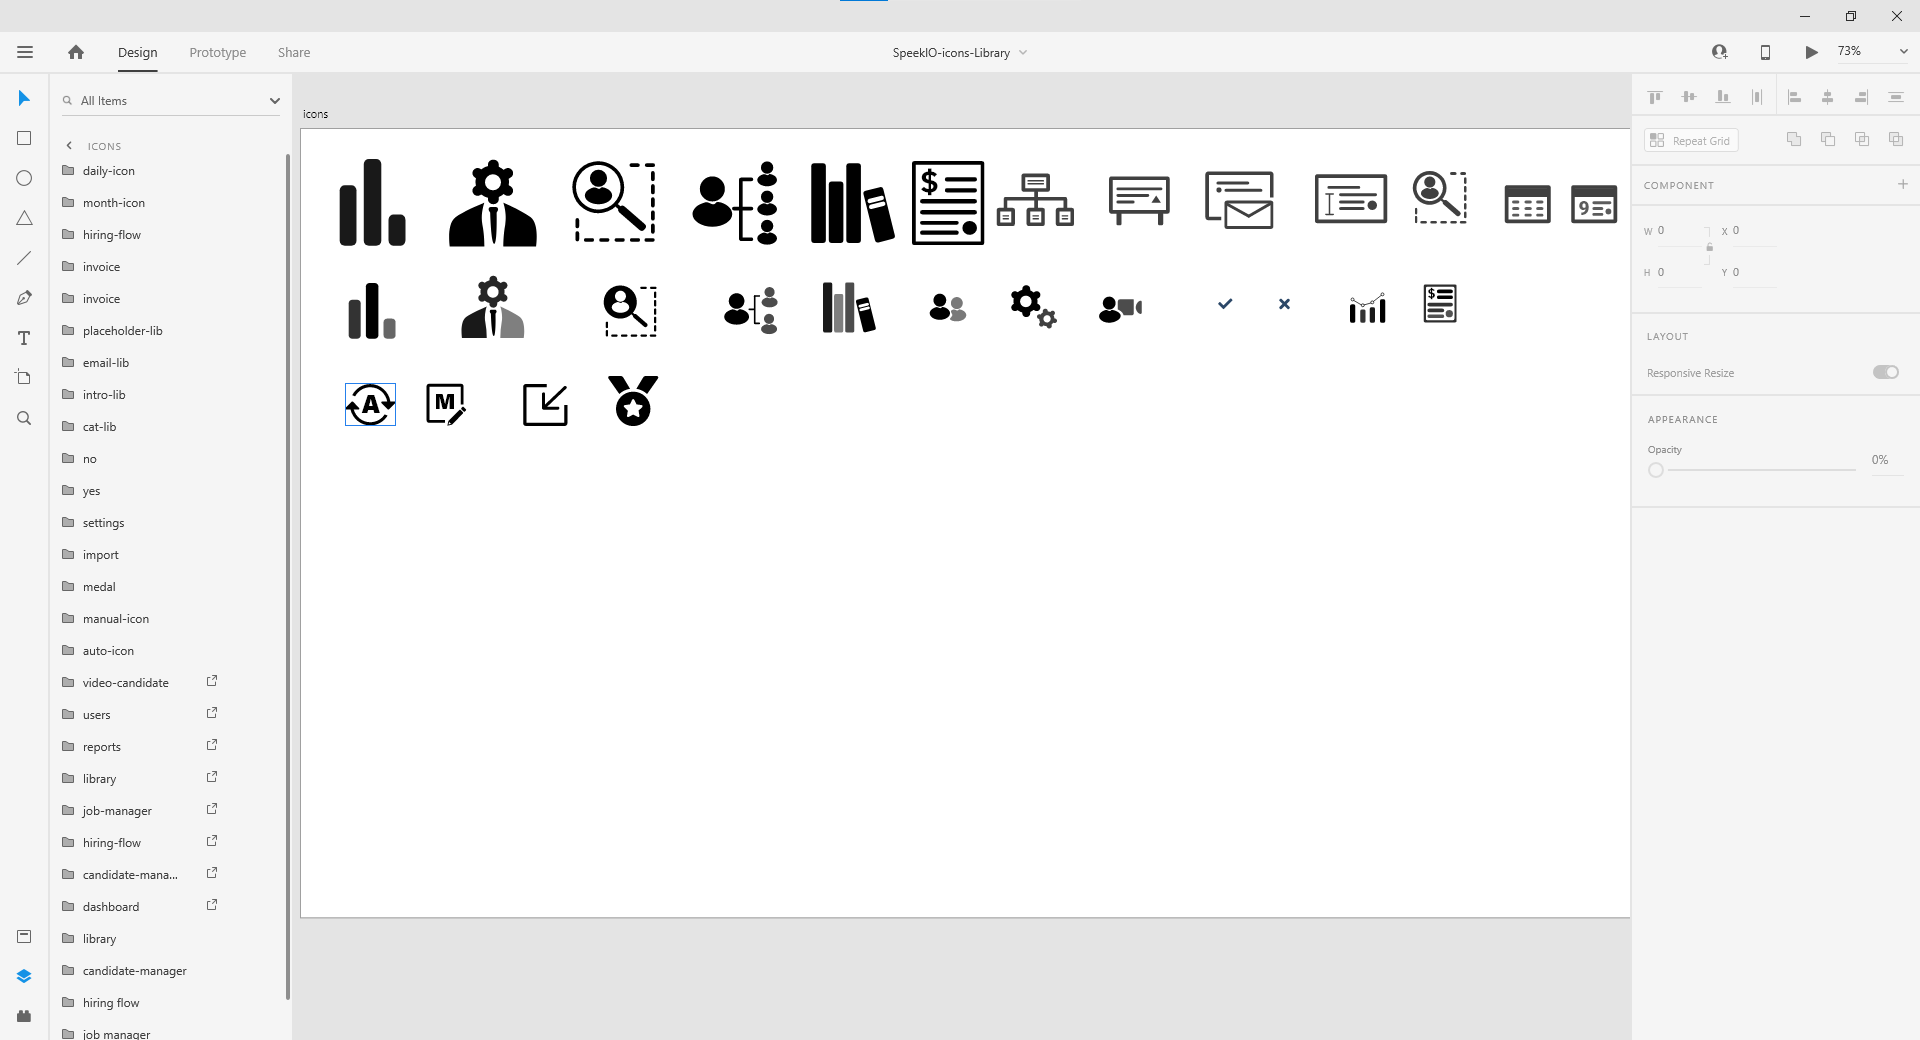 Design
Prototype
Share
SpeekIO-icons-Library
73%
All Items
ICONS
daily-icon
month-icon
hiring-flow
invoice
invoice
placeholder-lib
email-lib
intro-lib
cat-lib
no
yes
settings
import
medal
manual-icon
auto-icon
video-candidate
users
reports
library
job-manager
hiring-flow
candidate-mana...
dashboard
library
candidate-manager
hiring flow
job manager
icons
$
9
$
A
M
Repeat Grid
COMPONENT
W 0
X 0
H 0
Y 0
LAYOUT
Responsive Resize
APPEARANCE
Opacity
0%